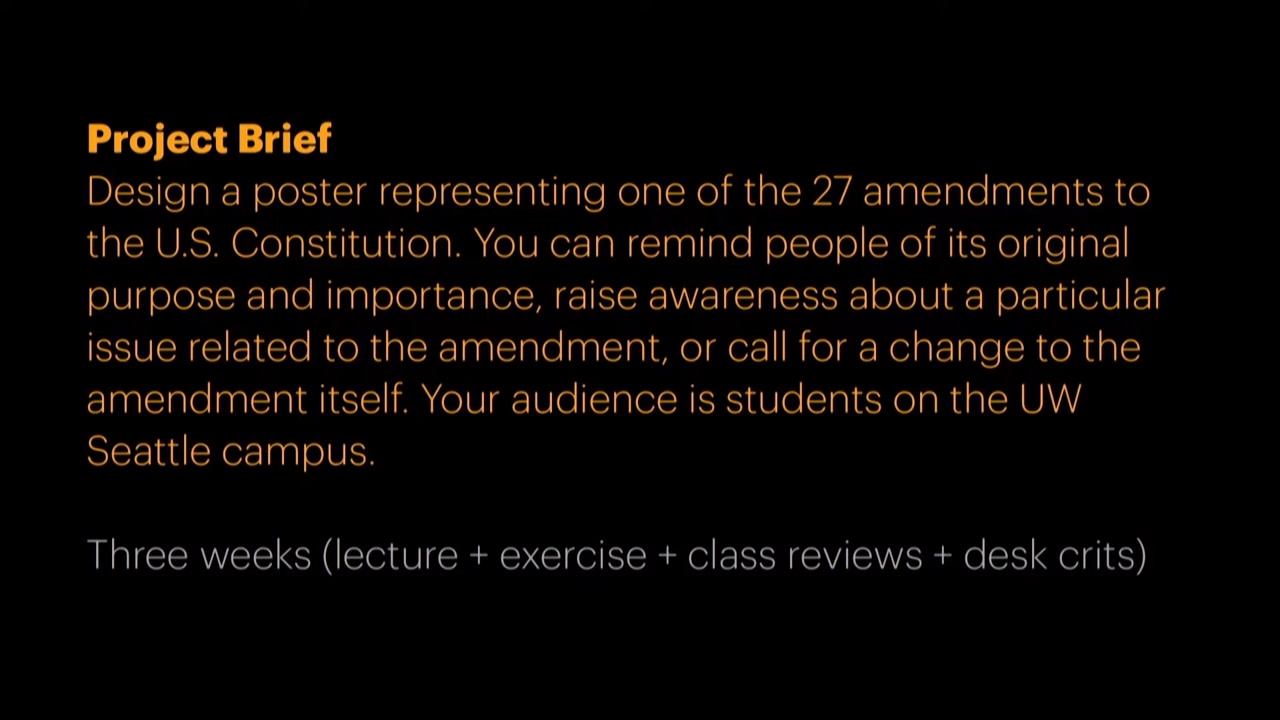 Project Brief
Design a poster representing one of the 27 amendments to
the U.S. Constitution. You can remind people of its original
purpose and importance, raise awareness about a particular
issue related to the amendment, or call for a change to the
amendment itself. Your audience is students on the UW
Seattle campus.
Three weeks (lecture + exercise + class reviews + desk crits)